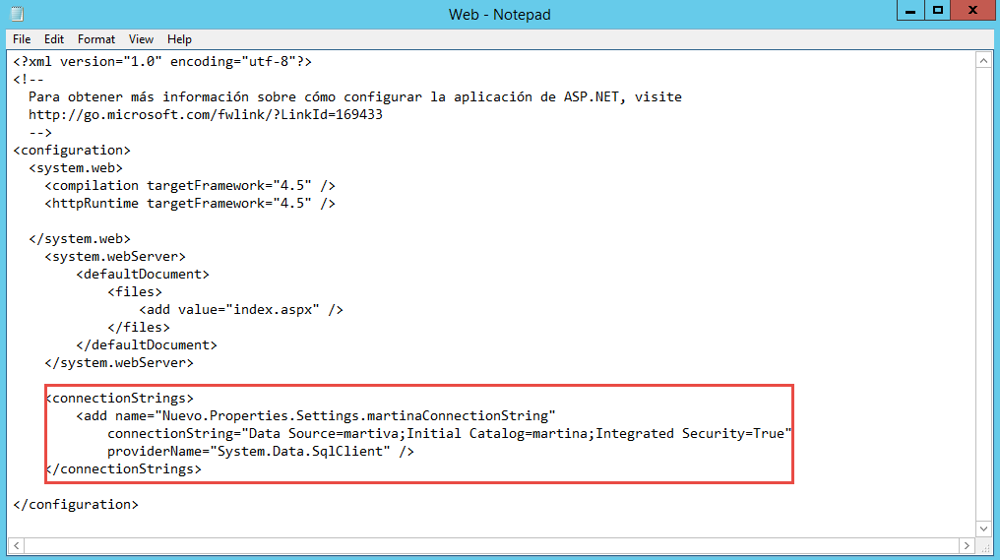 Web - Notepad
File Edit Format View Help
<?xml version="1.0" encoding="utf-8"?>
<!--
  Para obtener más información sobre cómo configurar la aplicación de ASP.NET, visite
  http://go.microsoft.com/fwlink/?LinkId=169433
  -->
<configuration>
  <system.web>
    <compilation targetFramework="4.5" />
    <httpRuntime targetFramework="4.5" />
  </system.web>
    <system.webServer>
        <defaultDocument>
            <files>
                <add value="index.aspx" />
            </files>
        </defaultDocument>
    </system.webServer>
    <connectionStrings>
        <add name="Nuevo.Properties.Settings.martinaConnectionString"
            connectionString="Data Source=martiva;Initial Catalog=martina;Integrated Security=True"
            providerName="System.Data.SqlClient" />
    </connectionStrings>
</configuration>